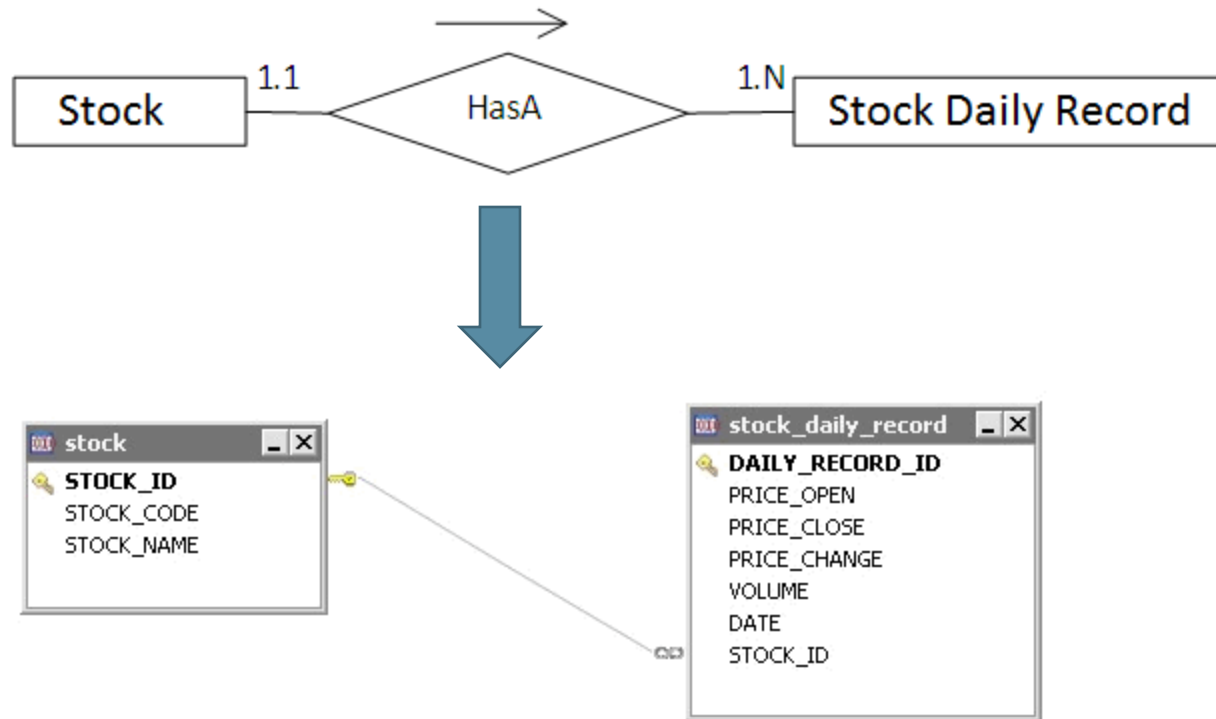 1.1
1.N
Stock
HasA
Stock Daily Record
stock
STOCK_ID
STOCK_CODE
STOCK_NAME
stock_daily_record
DAILY_RECORD_ID
PRICE_OPEN
PRICE_CLOSE
PRICE_CHANGE
VOLUME
DATE
STOCK_ID